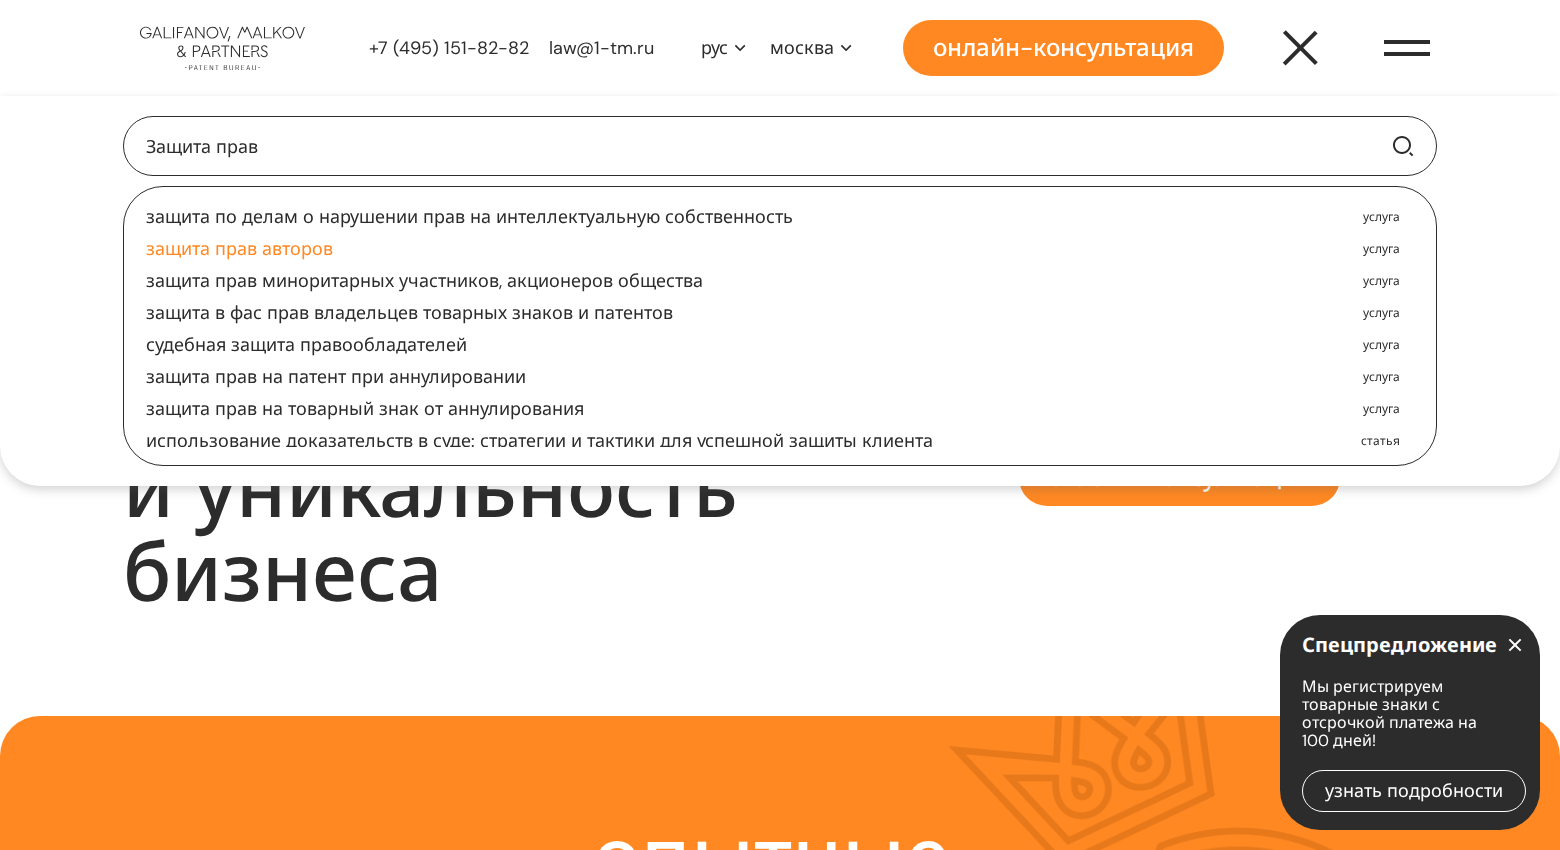 GALIFANOV, MALKOV
& PARTNERS
-PATENT BUREAU-
+7 (495) 151-82-82 law@1-tm.ru рус москва онлайн-консультация
Защита прав
защита по делам о нарушении прав на интеллектуальную собственность услуга
защита прав авторов услуга
защита прав миноритарных участников, акционеров общества услуга
защита в фас прав владельцев товарных знаков и патентов услуга
судебная защита правообладателей услуга
защита прав на патент при аннулировании услуга
защита прав на товарный знак от аннулирования услуга
использование доказательств в суде: стратегии и тактики для успешной защиты клиента статья
и уникальность
бизнеса
Спецпредложение
Мы регистрируем
товарные знаки с
отсрочкой платежа на
100 дней!
узнать подробности
опытные